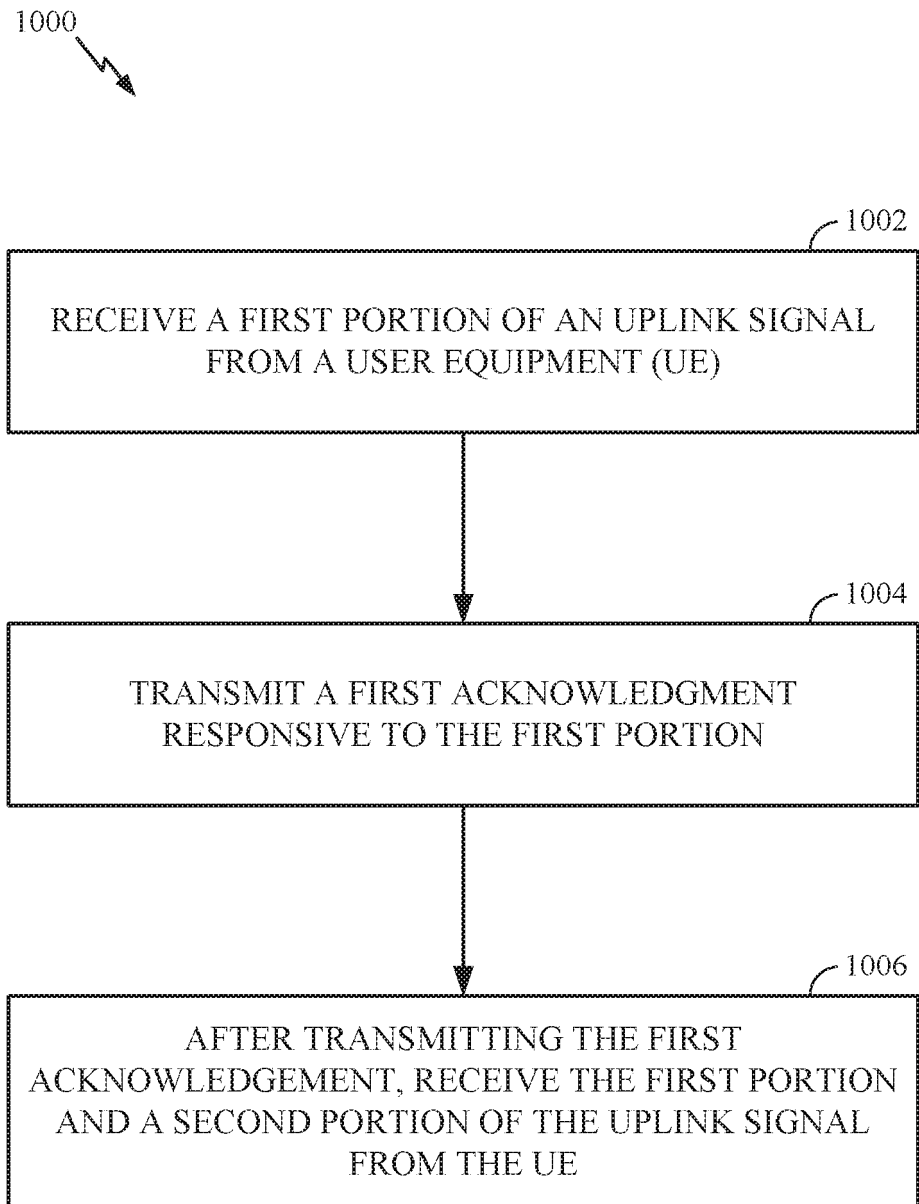 1000
1002
RECEIVE A FIRST PORTION OF AN UPLINK SIGNAL
FROM A USER EQUIPMENT (UE)
1004
TRANSMIT A FIRST ACKNOWLEDGMENT
RESPONSIVE TO THE FIRST PORTION
1006
AFTER TRANSMITTING THE FIRST
ACKNOWLEDGEMENT, RECEIVE THE FIRST PORTION
AND A SECOND PORTION OF THE UPLINK SIGNAL
FROM THE UE